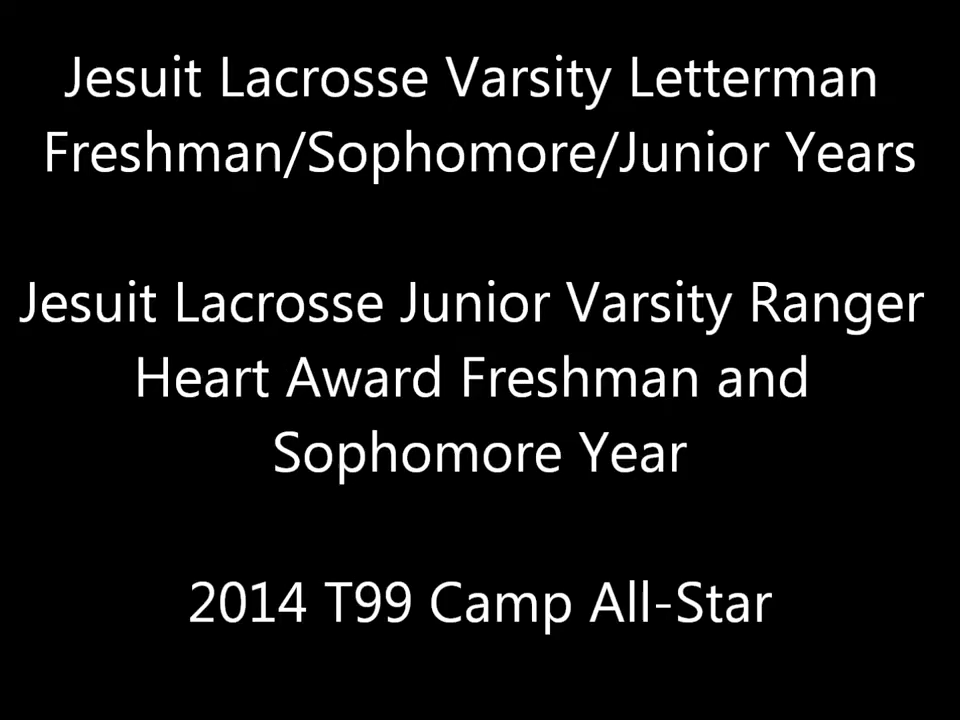 Jesuit Lacrosse Varsity Letterman
Freshman/Sophomore/Junior Years
Jesuit Lacrosse Junior Varsity Ranger
Heart Award Freshman and
Sophomore Year
2014 T99 Camp All-Star